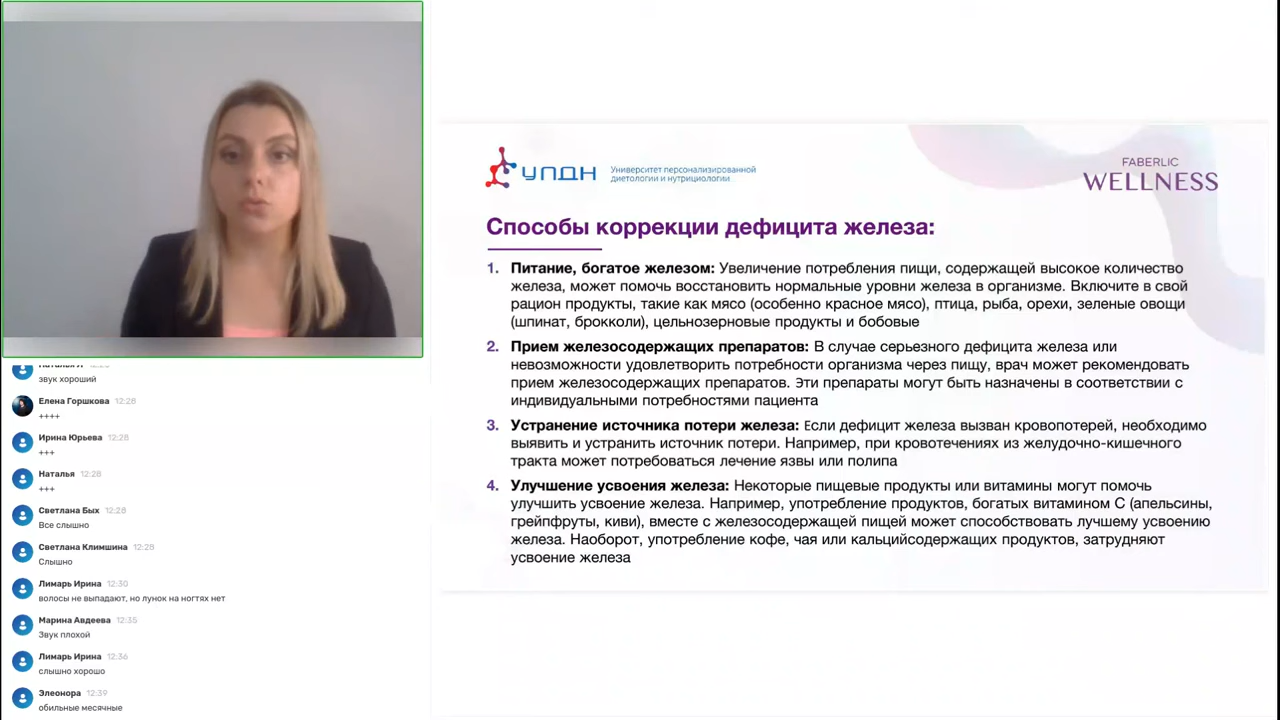 звук хороший
Елена Горшкова 12:28
++++
Ирина Юрьева 12:28
+++
Наталья 12:28
+++
Светлана Бых 12:28
Все слышно
Светлана Климшина 12:28
Слышно
Лимарь Ирина 12:30
волосы не выпадают, но лунок на ногтях нет
Марина Авдеева 12:35
Звук плохой
Лимарь Ирина 12:36
слышно хорошо
Элеонора 12:39
обильные месячные
УПДН
Университет персонализированной
диетологии и нутрициологии
FABERLIC
WELLNESS
Способы коррекции дефицита железа:
1. Питание, богатое железом: Увеличение потребления пищи, содержащей высокое количество
железа, может помочь восстановить нормальные уровни железа в организме. Включите в свой
рацион продукты, такие как мясо (особенно красное мясо), птица, рыба, орехи, зеленые овощи
(шпинат, брокколи), цельнозерновые продукты и бобовые
2. Прием железосодержащих препаратов: В случае серьезного дефицита железа или
невозможности удовлетворить потребности организма через пищу, врач может рекомендовать
прием железосодержащих препаратов. Эти препараты могут быть назначены в соответствии с
индивидуальными потребностями пациента
3. Устранение источника потери железа: Если дефицит железа вызван кровопотерей, необходимо
выявить и устранить источник потери. Например, при кровотечениях из желудочно-кишечного
тракта может потребоваться лечение язвы или полипа
4. Улучшение усвоения железа: Некоторые пищевые продукты или витамины могут помочь
улучшить усвоение железа. Например, употребление продуктов, богатых витамином С (апельсины,
грейпфруты, киви), вместе с железосодержащей пищей может способствовать лучшему усвоению
железа. Наоборот, употребление кофе, чая или кальцийсодержащих продуктов, затрудняют
усвоение железа